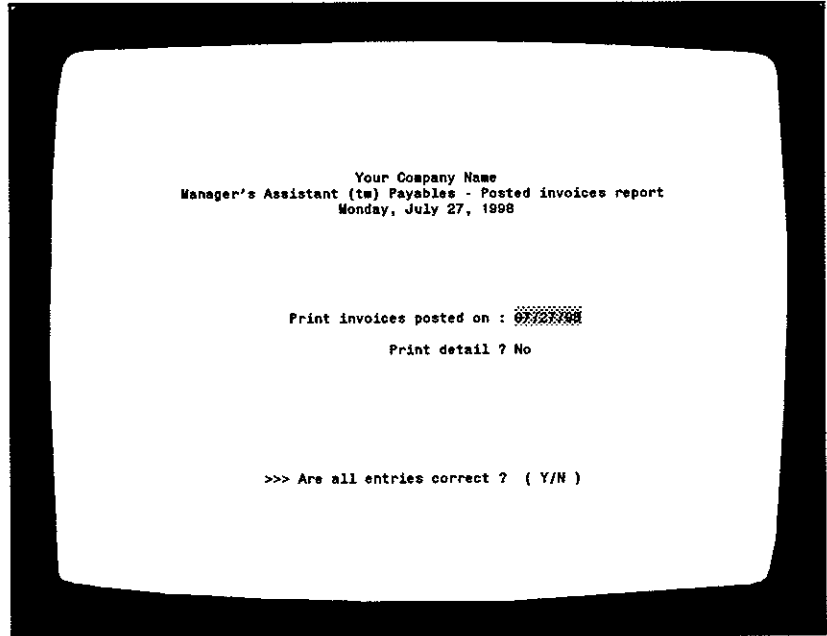 Your Company Name
Manager's Assistant (tm) Payables - Posted invoices report
Monday, July 27, 1998
Print invoices posted on : 07/27/98
Print detail ? No
>>> Are all entries correct ? ( Y/N )